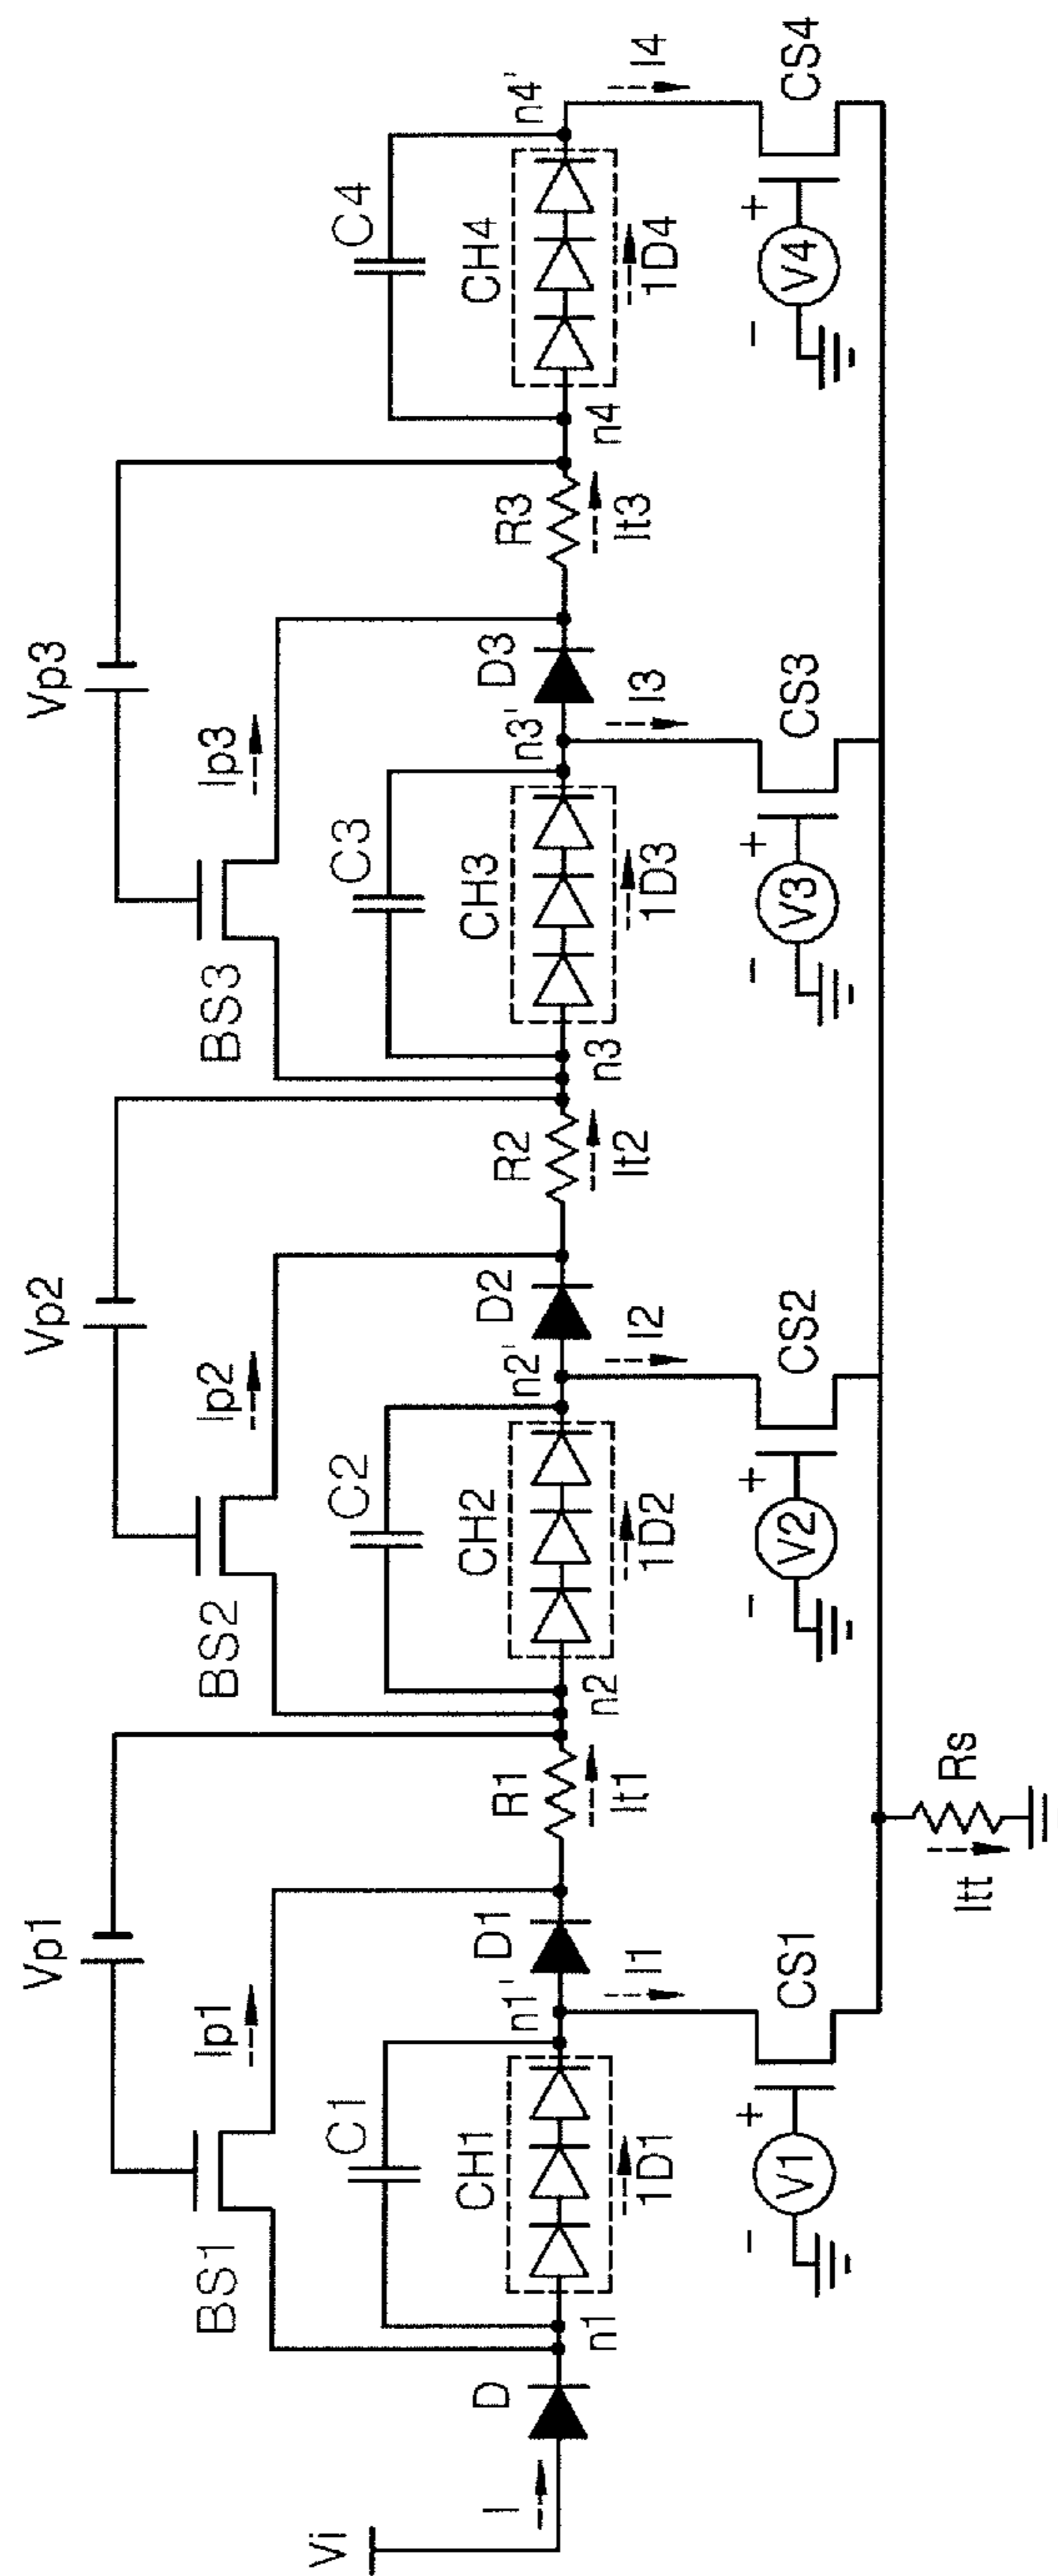 Vi
I
D
n1
BS1
Vp1
Ip1
C1
CH1
1D1
n1'
D1
I1
V1
-
+
CS1
R1
It1
Itt
Rs
n2
BS2
Vp2
Ip2
C2
CH2
1D2
n2'
D2
I2
V2
-
+
CS2
R2
It2
n3
BS3
Vp3
Ip3
C3
CH3
1D3
n3'
D3
I3
V3
-
+
CS3
R3
It3
n4
C4
CH4
1D4
n4'
I4
V4
-
+
CS4